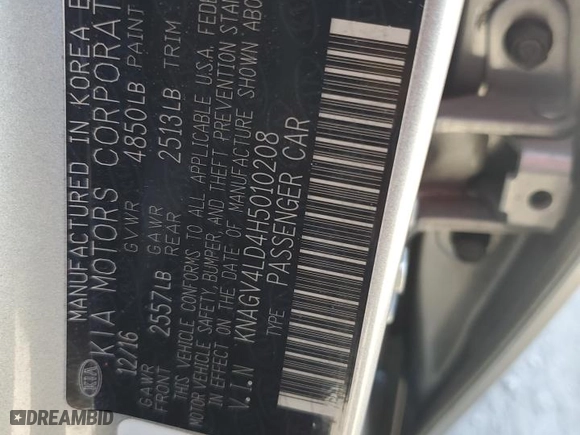 MANUFACTURED IN KOREA
KIA MOTORS CORPORAT
12/16 GVWR 4850LB PAINT
GAWR FRONT 2557LB GAWR REAR 2513LB TRIM
THIS VEHICLE CONFORMS TO ALL APPLICABLE U.S.A. FEDE
MOTOR VEHICLE SAFETY, BUMPER, AND THEFT PREVENTION STAN
IN EFFECT ON THE DATE OF MANUFACTURE SHOWN ABO
V.I.N KNAGV4LD4H5010208
TYPE PASSENGER CAR
KIA
DREAMBID